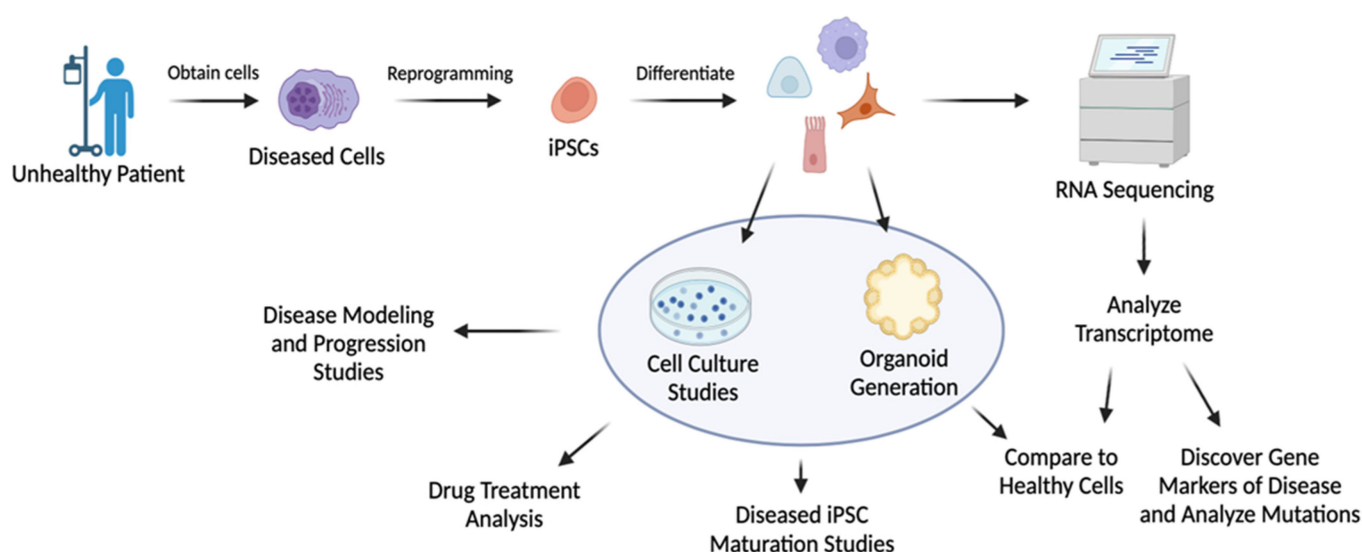 Obtain cells
Reprogramming
Differentiate
Unhealthy Patient
Diseased Cells
iPSCs
RNA Sequencing
Analyze
Transcriptome
Cell Culture
Studies
Organoid
Generation
Disease Modeling
and Progression
Studies
Drug Treatment
Analysis
Diseased iPSC
Maturation Studies
Compare to
Healthy Cells
Discover Gene
Markers of Disease
and Analyze Mutations